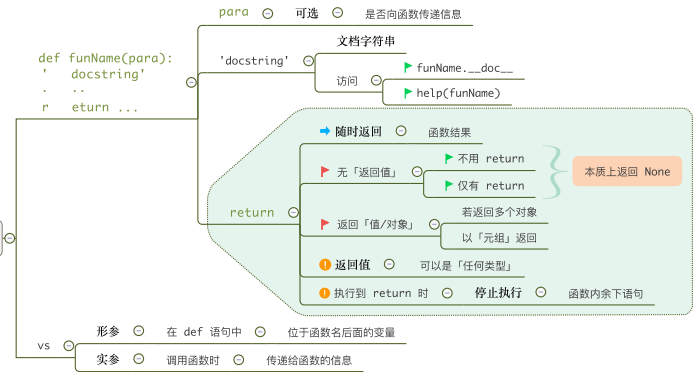 para 可选 是否向函数传递信息
def funName(para):
' docstring'
. ..
r eturn ...
'docstring'
文档字符串
访问
funName.__doc__
help(funName)
return
随时返回 函数结果
无「返回值」
不用 return
仅有 return
本质上返回 None
返回「值/对象」
若返回多个对象
以「元组」返回
返回值 可以是「任何类型」
执行到 return 时 停止执行 函数内余下语句
vs
形参 在 def 语句中 位于函数名后面的变量
实参 调用函数时 传递给函数的信息